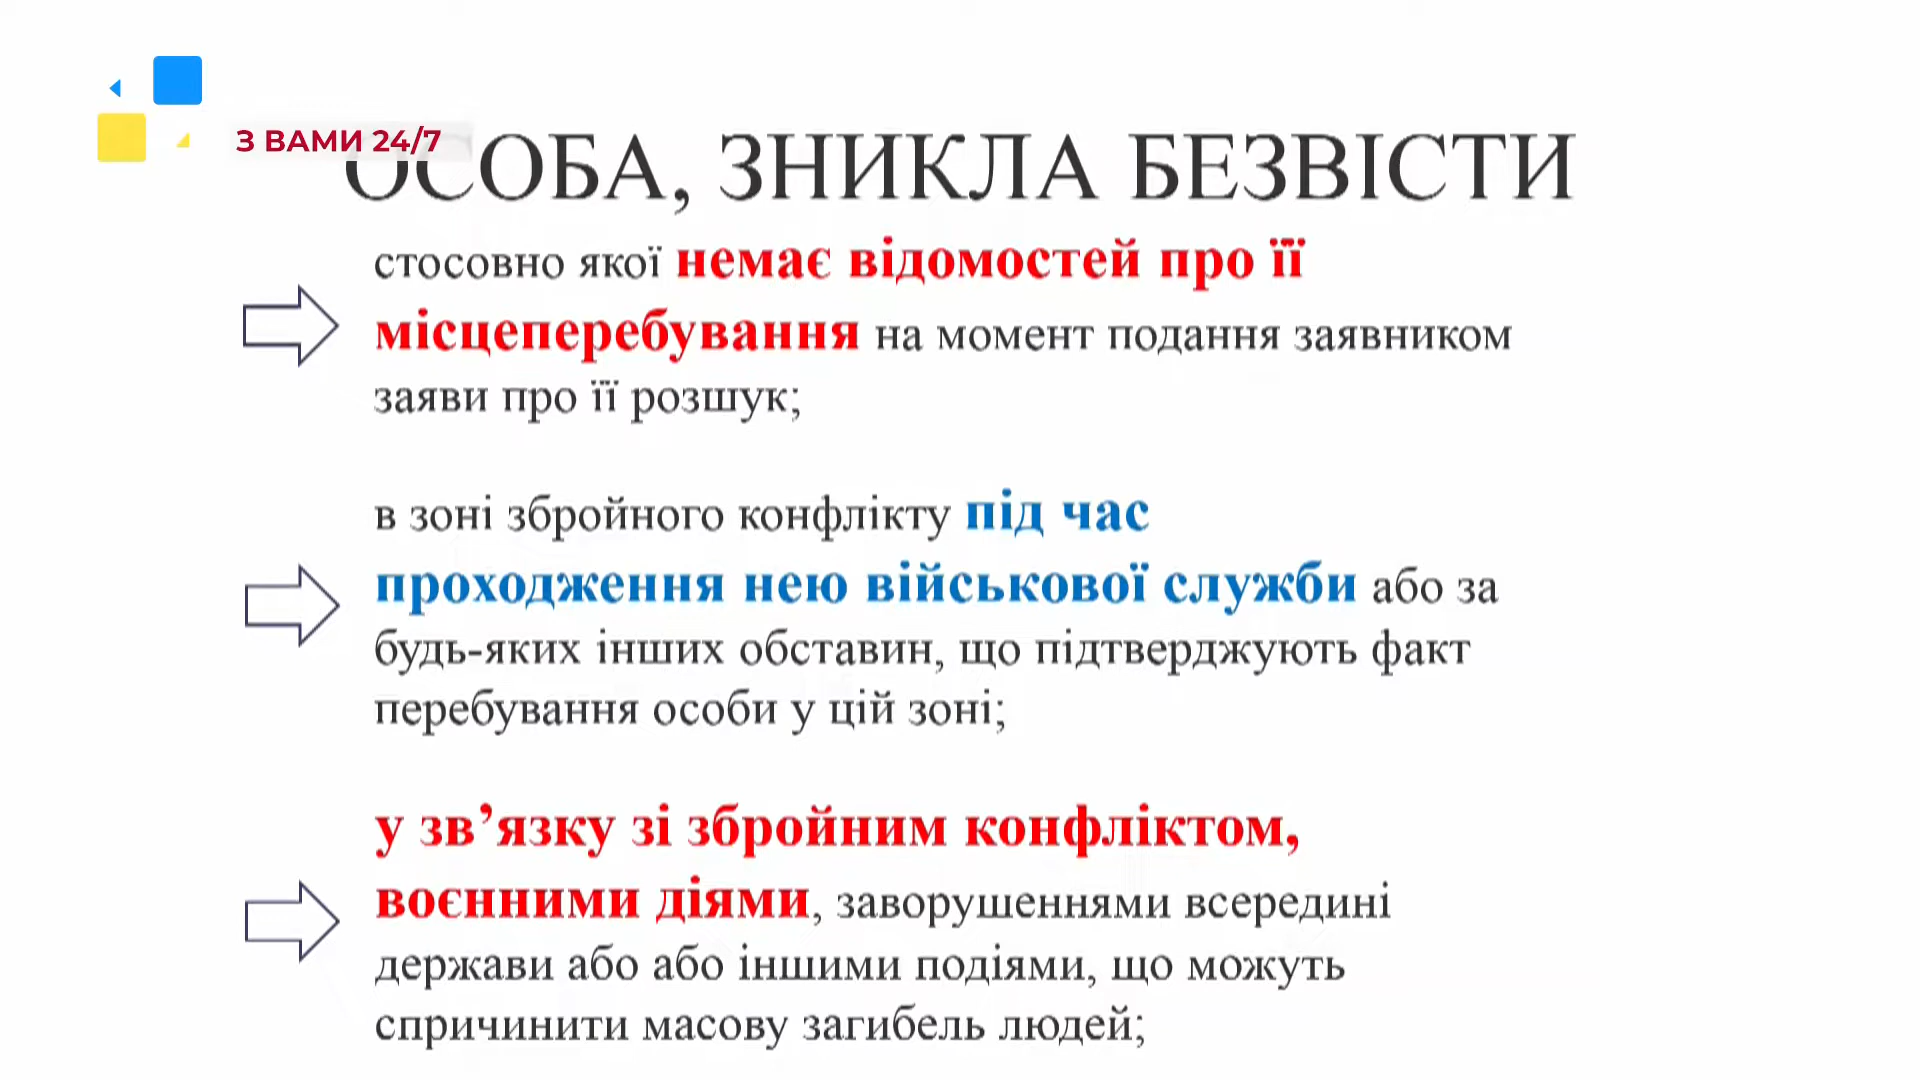 З ВАМИ 24/7
ОСОБА, ЗНИКЛА БЕЗВІСТИ
стосовно якої немає відомостей про її
місцеперебування на момент подання заявником
заяви про її розшук;
в зоні збройного конфлікту під час
проходження нею військової служби або за
будь-яких інших обставин, що підтверджують факт
перебування особи у цій зоні;
у зв’язку зі збройним конфліктом,
воєнними діями, заворушеннями всередині
держави або або іншими подіями, що можуть
спричинити масову загибель людей;